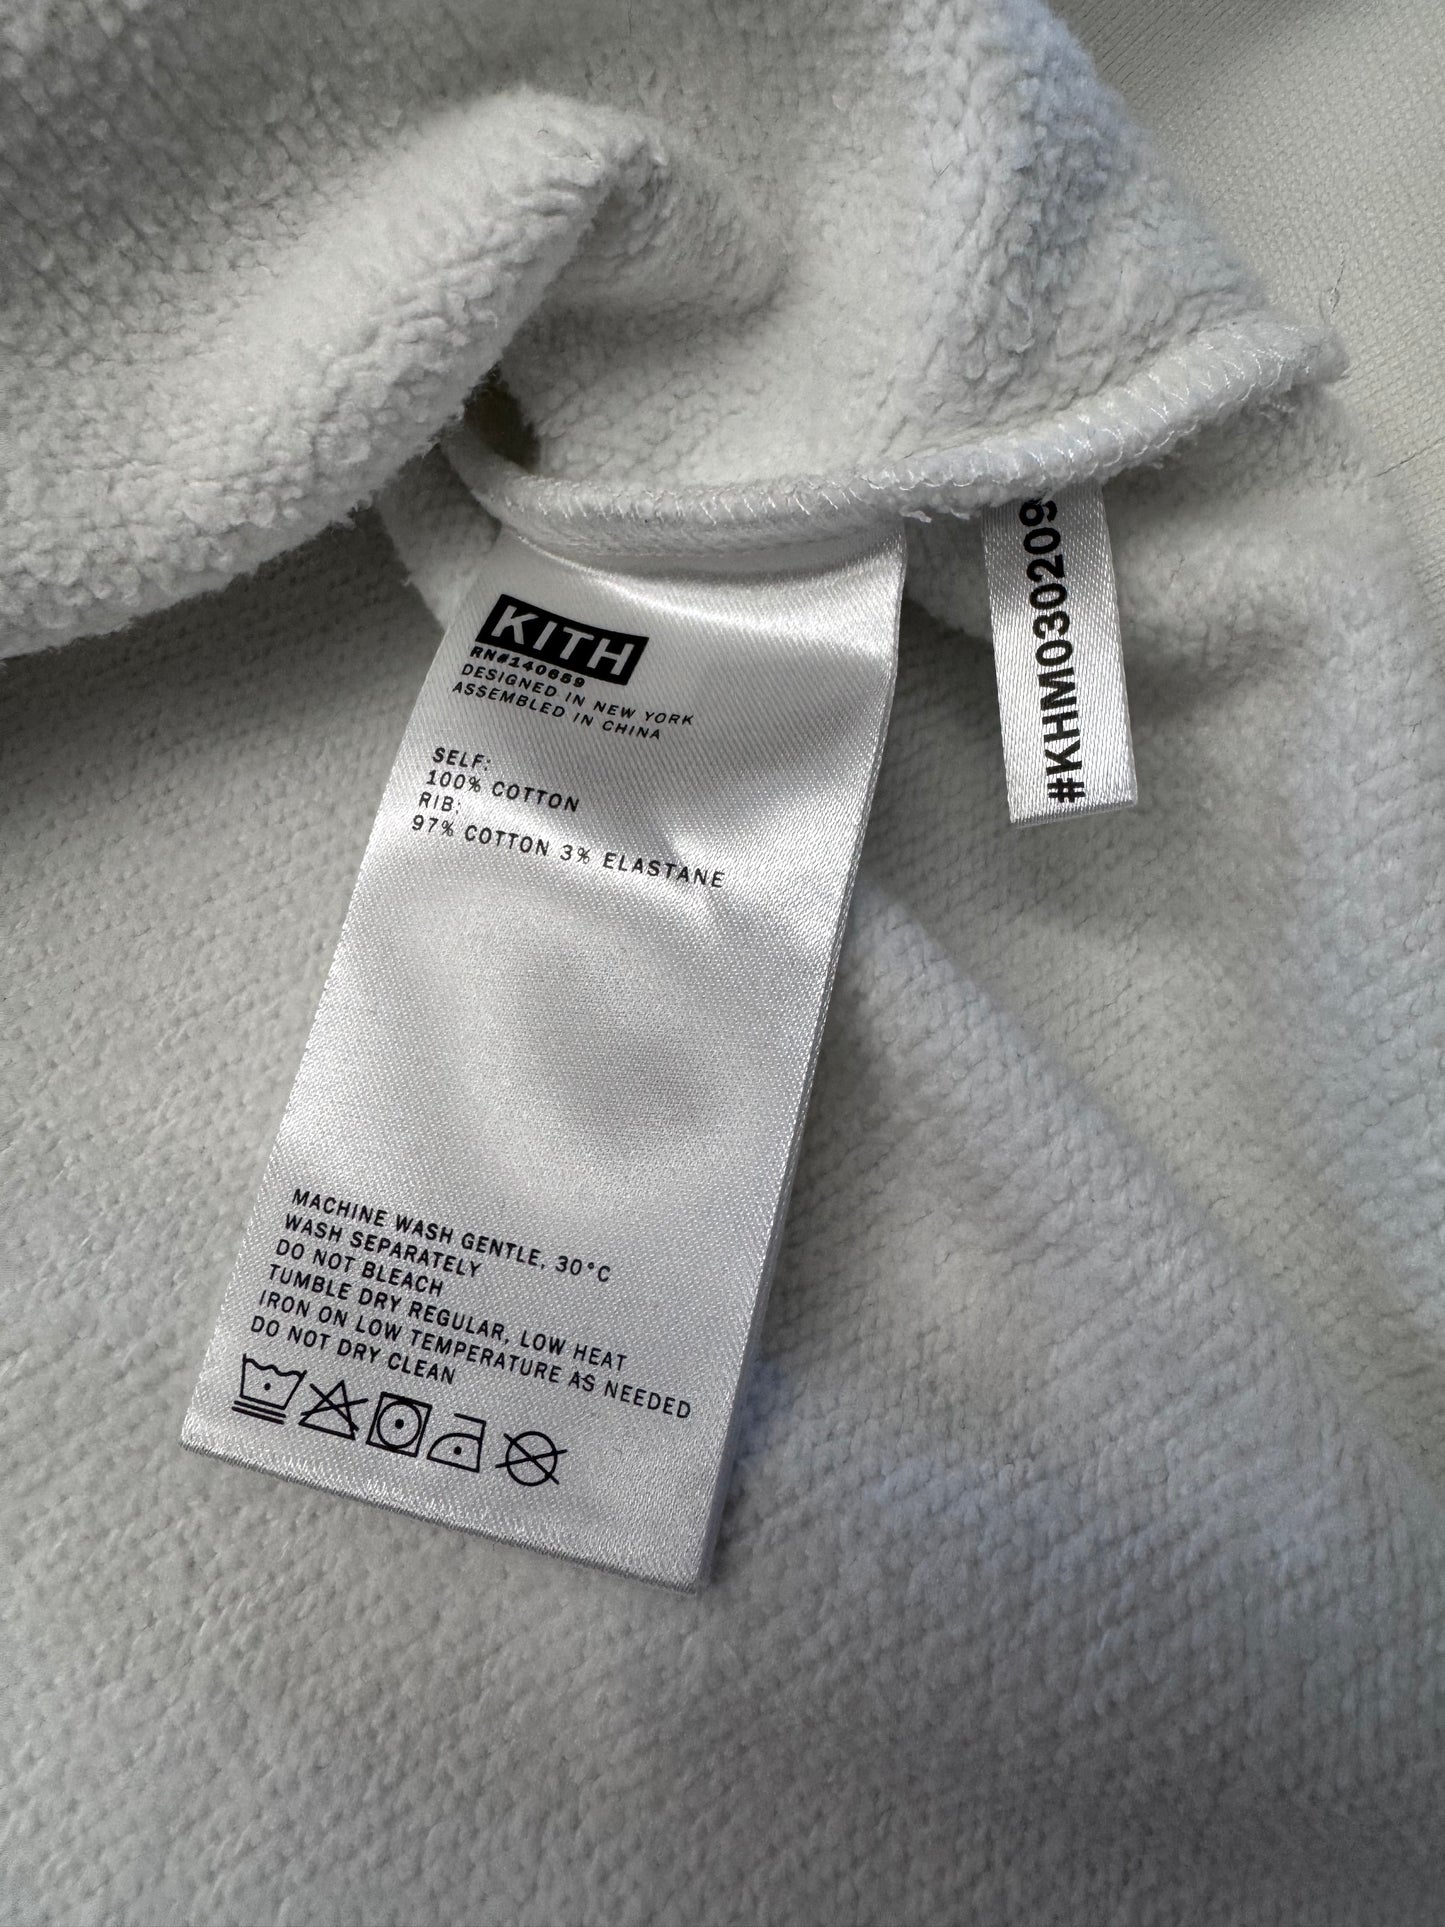 KITH
RN#140659
DESIGNED IN NEW YORK
ASSEMBLED IN CHINA
SELF:
100% COTTON
RIB:
97% COTTON 3% ELASTANE
MACHINE WASH GENTLE, 30°C
WASH SEPARATELY
DO NOT BLEACH
TUMBLE DRY REGULAR, LOW HEAT
IRON ON LOW TEMPERATURE AS NEEDED
DO NOT DRY CLEAN
#KHM030209